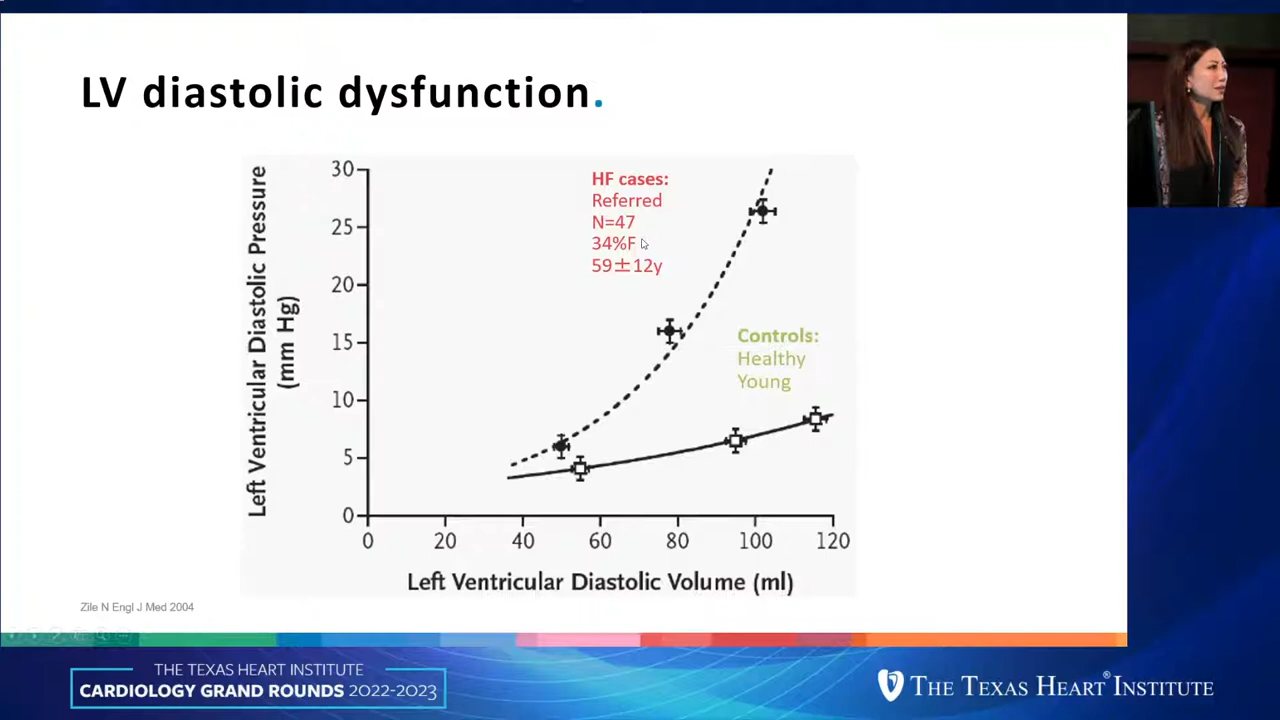 LV diastolic dysfunction.
Left Ventricular Diastolic Pressure
(mm Hg)
30
25
20
15
10
5
0
HF cases:
Referred
N=47
34%F
59±12y
Controls:
Healthy
Young
0 20 40 60 80 100 120
Left Ventricular Diastolic Volume (ml)
Zile N Engl J Med 2004
THE TEXAS HEART INSTITUTE
CARDIOLOGY GRAND ROUNDS 2022-2023
THE TEXAS HEART® INSTITUTE